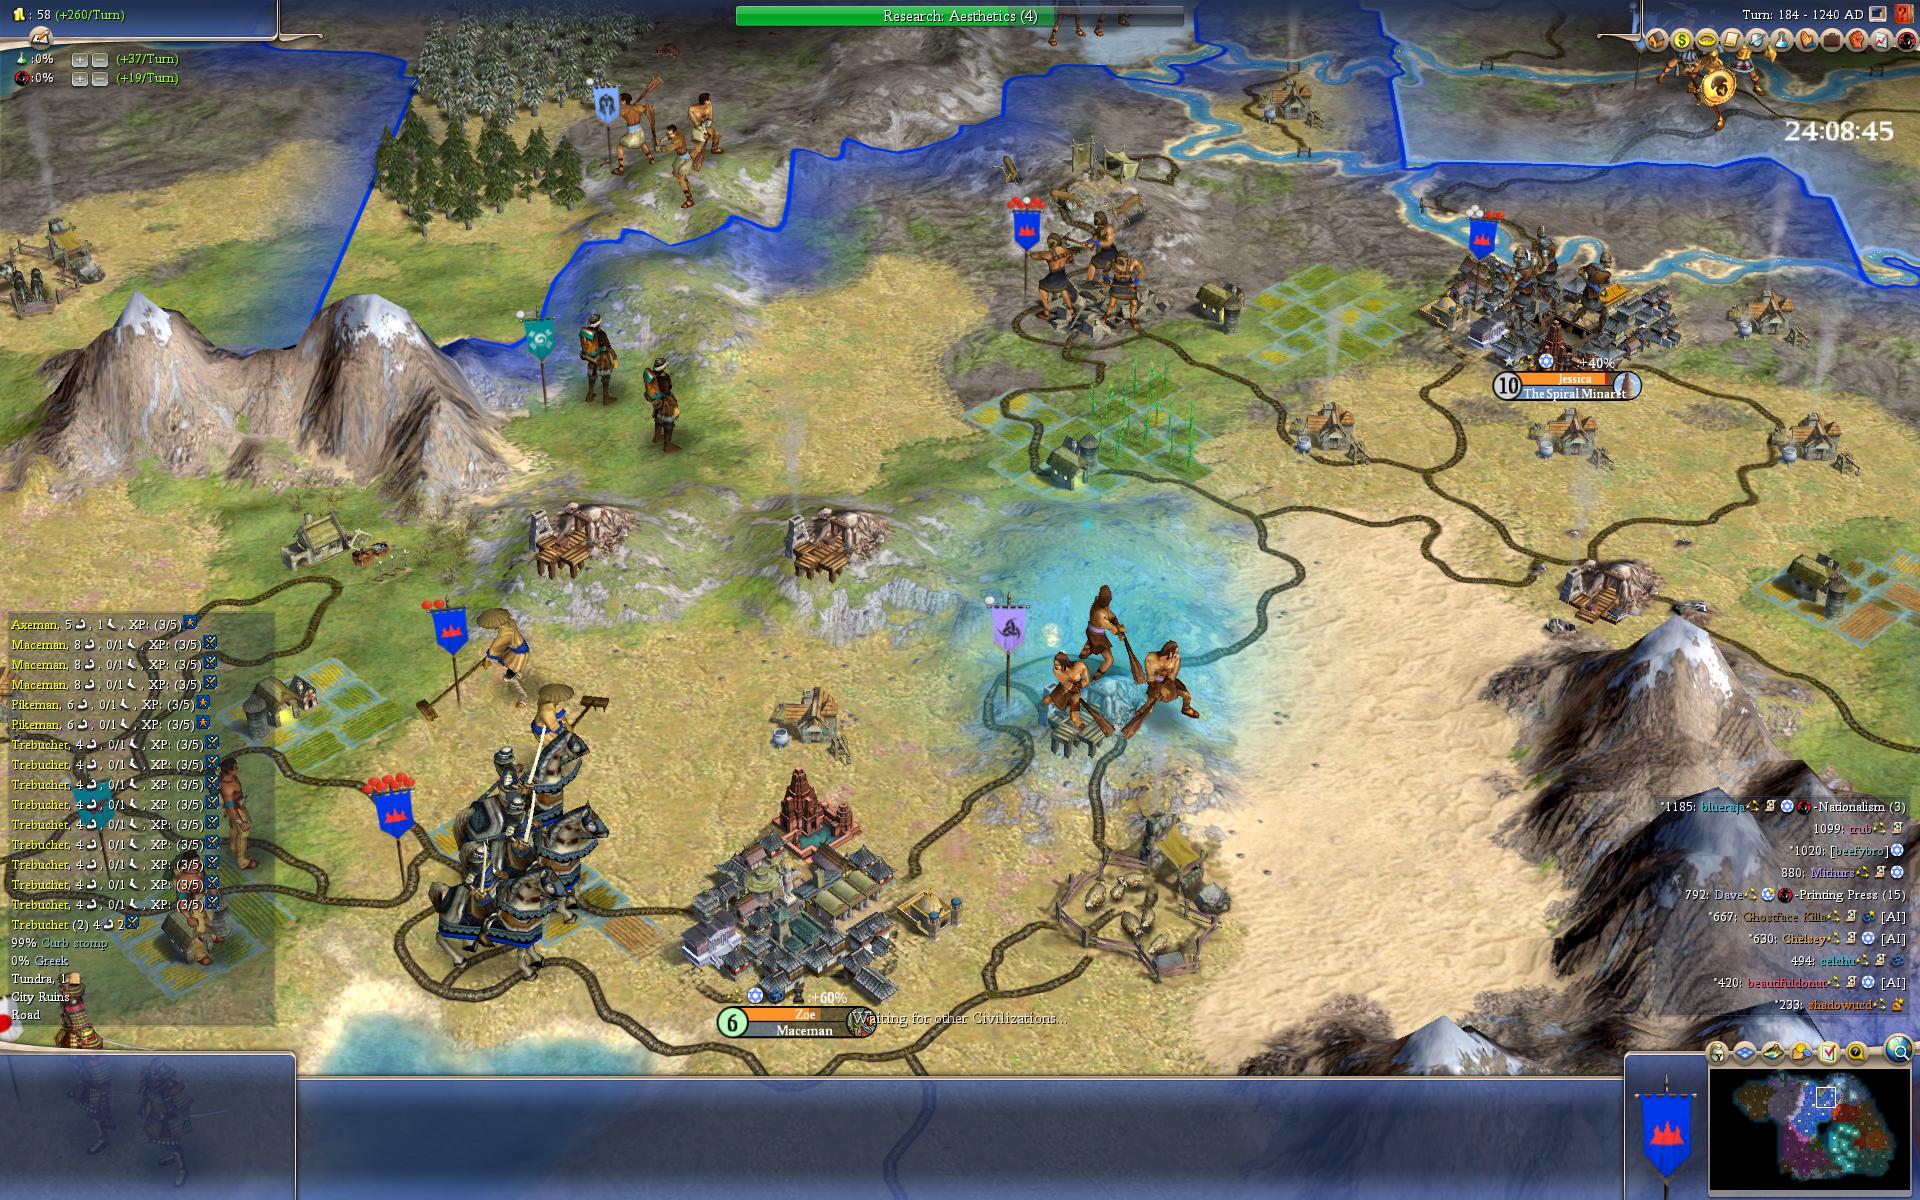 : 58 (+260/Turn)
Research: Aesthetics (4)
Turn: 184 - 1240 AD
:0% (+37/Turn)
:0% (+19/Turn)
24:08:45
+40%
10 Jessica
The Spiral Minaret
Axeman, 5, 1, XP: (3/5)
Maceman, 8, 0/1, XP: (3/5)
Maceman, 8, 0/1, XP: (3/5)
Maceman, 8, 0/1, XP: (3/5)
Pikeman, 6, 0/1, XP: (3/5)
Pikeman, 6, 0/1, XP: (3/5)
Trebuchet, 4, 0/1, XP: (3/5)
Trebuchet, 4, 0/1, XP: (3/5)
Trebuchet, 4, 0/1, XP: (3/5)
Trebuchet, 4, 0/1, XP: (3/5)
Trebuchet, 4, 0/1, XP: (3/5)
Trebuchet, 4, 0/1, XP: (3/5)
Trebuchet, 4, 0/1, XP: (3/5)
Trebuchet, 4, 0/1, XP: (3/5)
Trebuchet, 4, 0/1, XP: (3/5)
Trebuchet (2) 4 2
99% Curb stomp
0% Greek
Tundra, 1
City Ruins
Road
*1185: blueraja -Nationalism (3)
1099: trub
*1020: [beefybro]
880: Mithurs
792: Dave -Printing Press (15)
*667: Ghostface Killa [AI]
*630: Chelsey [AI]
494: celchu
*420: beautifuldonut [AI]
*233: shadowucd
:+60%
6 Zoe
Maceman
Waiting for other Civilizations...